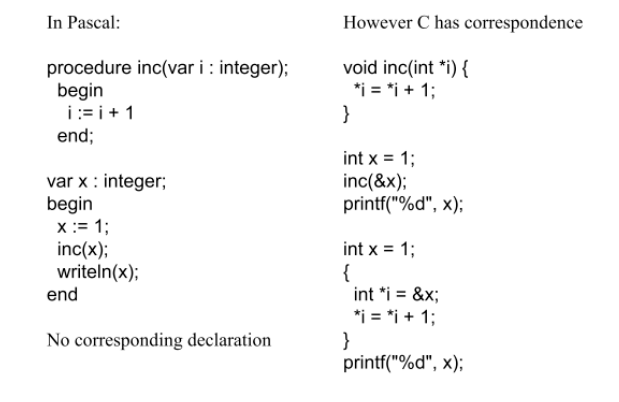 In Pascal:
procedure inc(var i : integer);
begin
i := i + 1
end;
var x : integer;
begin
x := 1;
inc(x);
writeln(x);
end
No corresponding declaration
However C has correspondence
void inc(int *i) {
*i = *i + 1;
}
int x = 1;
inc(&x);
printf("%d", x);
int x = 1;
{
int *i = &x;
*i = *i + 1;
}
printf("%d", x);